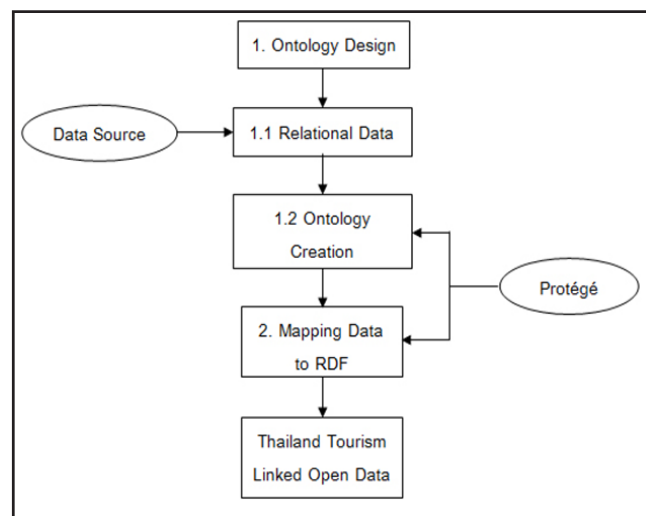 1. Ontology Design
Data Source
1.1 Relational Data
1.2 Ontology
Creation
Protégé
2. Mapping Data
to RDF
Thailand Tourism
Linked Open Data